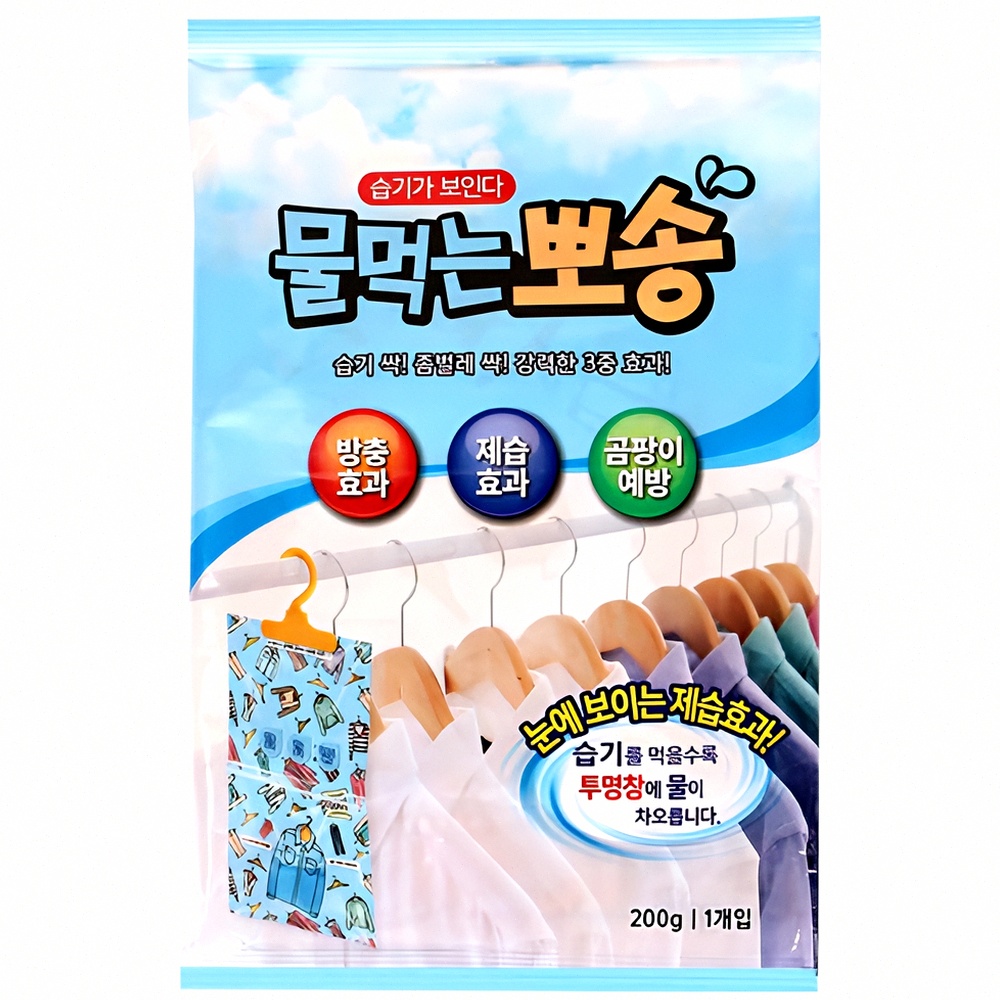 습기가 보인다
물먹는뽀송
습기 싹! 좀벌레 싹! 강력한 3중 효과!
방충
효과
제습
효과
곰팡이
예방
눈에 보이는 제습효과!
습기를 먹을수록
투명창에 물이
차오릅니다.
200g | 1개입